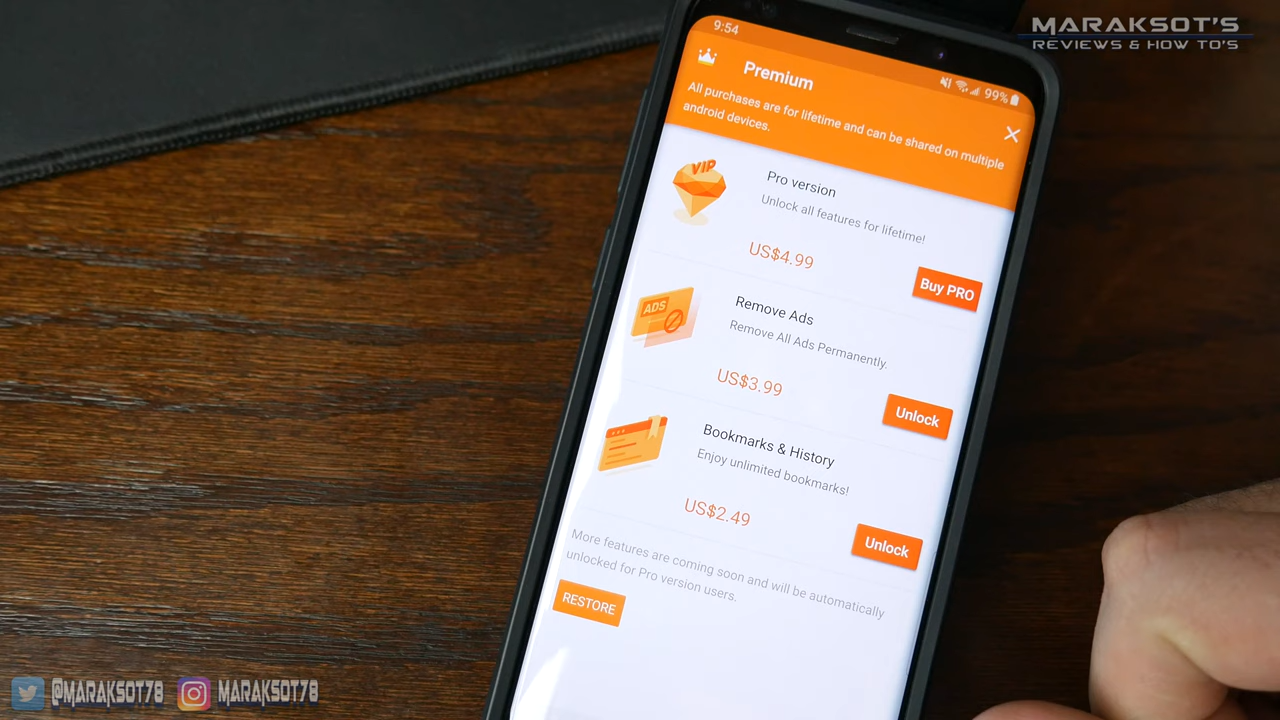 MARAKSOT'S
REVIEWS & HOW TO'S
9:54
99%
Premium
All purchases are for lifetime and can be shared on multiple
android devices.
VIP
Pro version
Unlock all features for lifetime!
US$4.99
Buy PRO
ADS
Remove Ads
Remove All Ads Permanently.
US$3.99
Unlock
Bookmarks & History
Enjoy unlimited bookmarks!
US$2.49
Unlock
More features are coming soon and will be automatically
unlocked for Pro version users.
RESTORE
@MARAKSOT78
MARAKSOT78